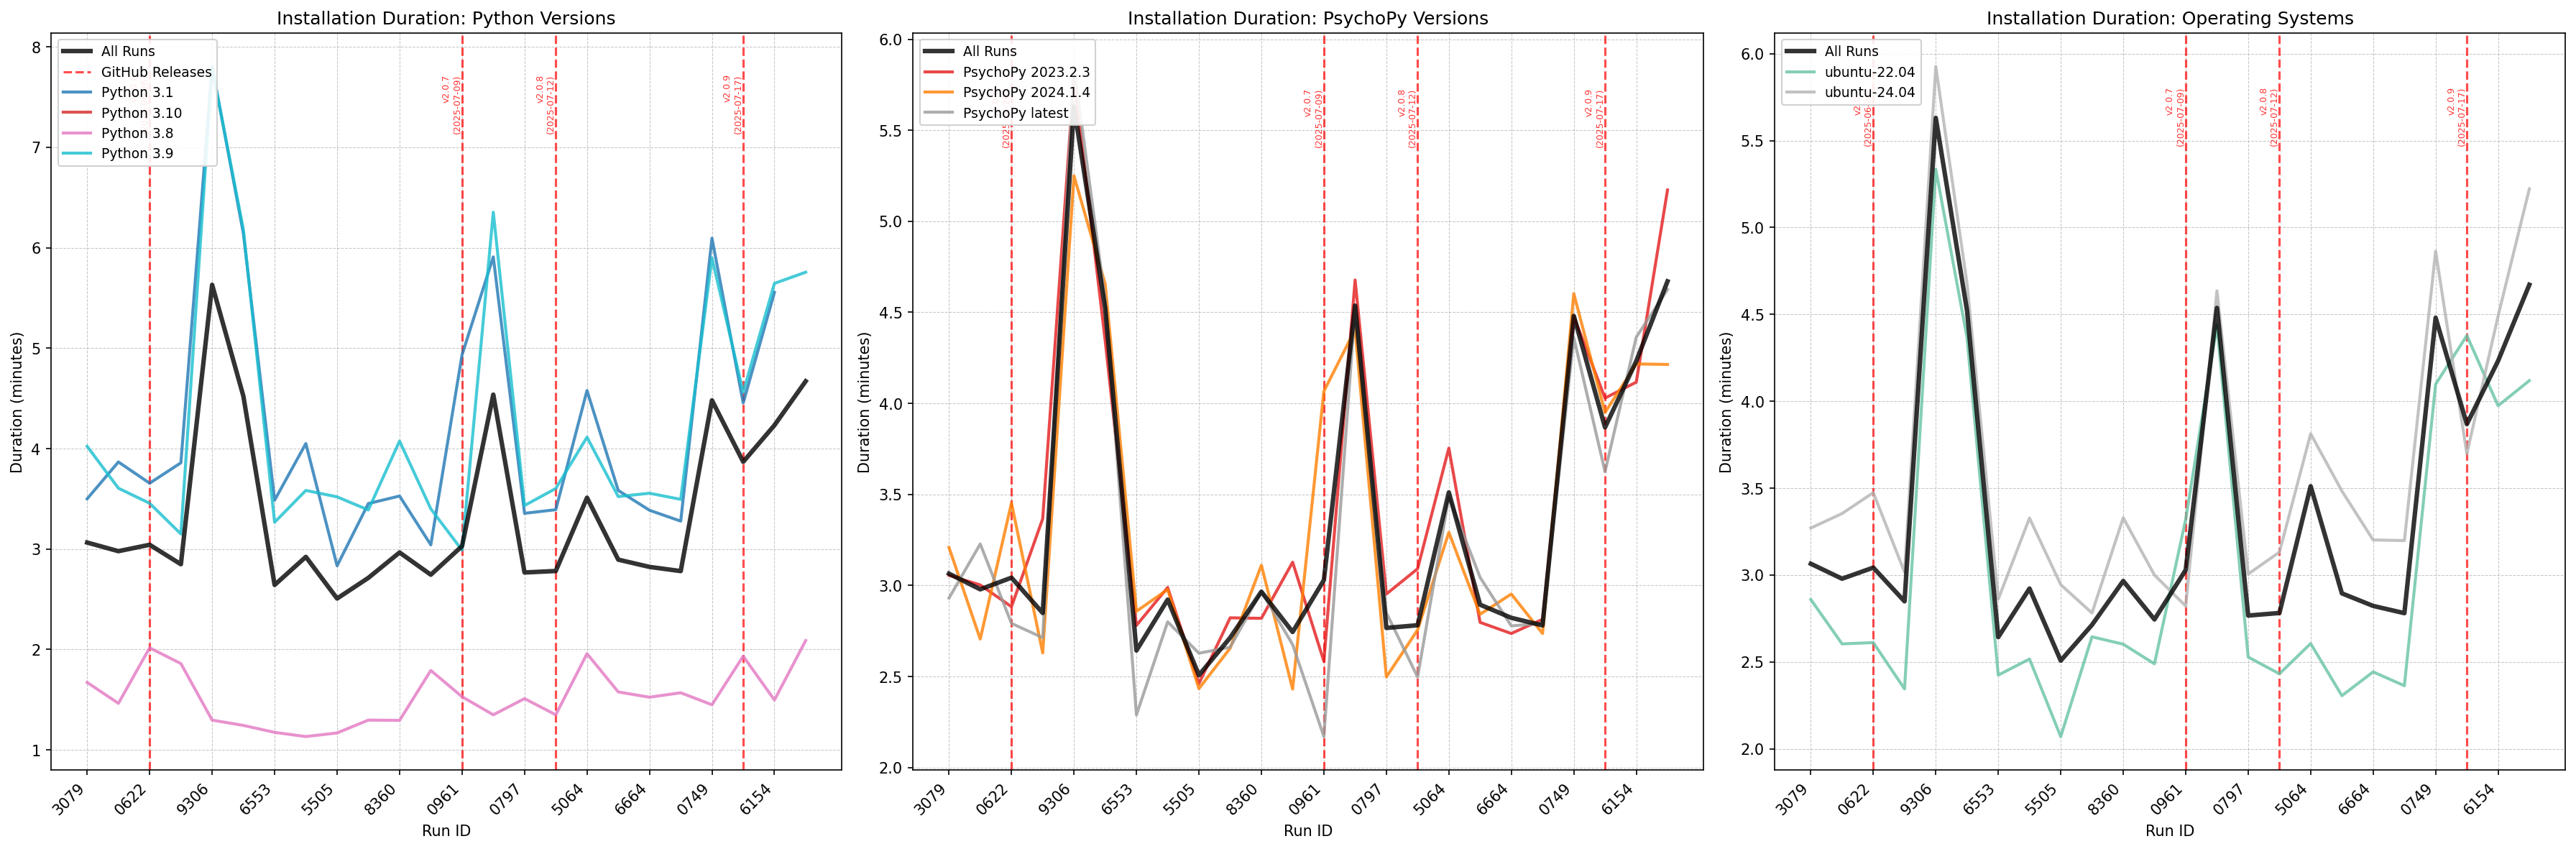 Installation Duration: Python Versions
All Runs
GitHub Releases
Python 3.1
Python 3.10
Python 3.8
Python 3.9
v2.0.7
(2025-07-09)
v2.0.8
(2025-07-12)
v2.0.9
(2025-07-17)
Duration (minutes)
8
7
6
5
4
3
2
1
3079
0622
9306
6553
5505
8360
0961
0797
5064
6664
0749
6154
Run ID
Installation Duration: PsychoPy Versions
All Runs
PsychoPy 2023.2.3
PsychoPy 2024.1.4
PsychoPy latest
(2025
v2.0.7
(2025-07-09)
v2.0.8
(2025-07-12)
v2.0.9
(2025-07-17)
Duration (minutes)
6.0
5.5
5.0
4.5
4.0
3.5
3.0
2.5
2.0
3079
0622
9306
6553
5505
8360
0961
0797
5064
6664
0749
6154
Run ID
Installation Duration: Operating Systems
All Runs
ubuntu-22.04
ubuntu-24.04
(2025-06
v2.0.7
(2025-07-09)
v2.0.8
(2025-07-12)
v2.0.9
(2025-07-17)
Duration (minutes)
6.0
5.5
5.0
4.5
4.0
3.5
3.0
2.5
2.0
3079
0622
9306
6553
5505
8360
0961
0797
5064
6664
0749
6154
Run ID